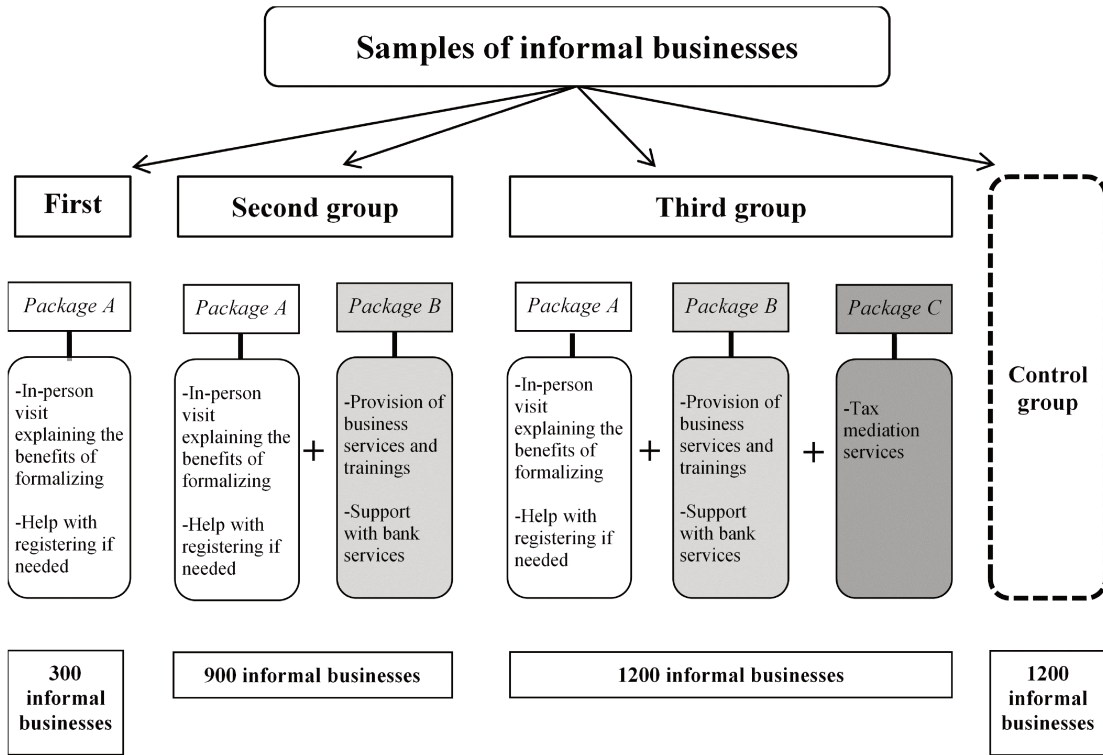 Samples of informal businesses
First
Second group
Third group
Package A
Package A
Package B
Package A
Package B
Package C
-In-person
visit
explaining the
benefits of
formalizing
-Help with
registering if
needed
-In-person
visit
explaining the
benefits of
formalizing
-Help with
registering if
needed
+
-Provision of
business
services and
trainings
-Support
with bank
services
-In-person
visit
explaining the
benefits of
formalizing
-Help with
registering if
needed
+
-Provision of
business
services and
trainings
-Support
with bank
services
+
-Tax
mediation
services
Control
group
300
informal
businesses
900 informal businesses
1200 informal businesses
1200
informal
businesses